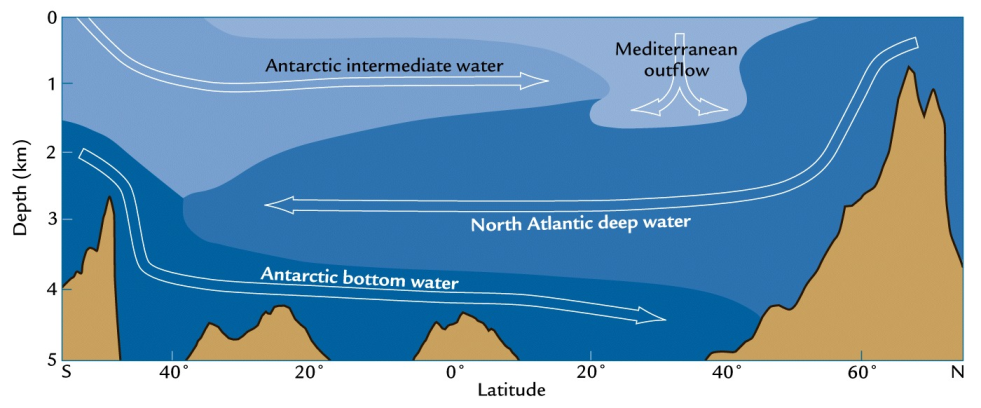 0
1
2
3
4
5
Depth (km)
Antarctic intermediate water
Mediterranean
outflow
North Atlantic deep water
Antarctic bottom water
S 40° 20° 0° 20° 40° 60° N
Latitude